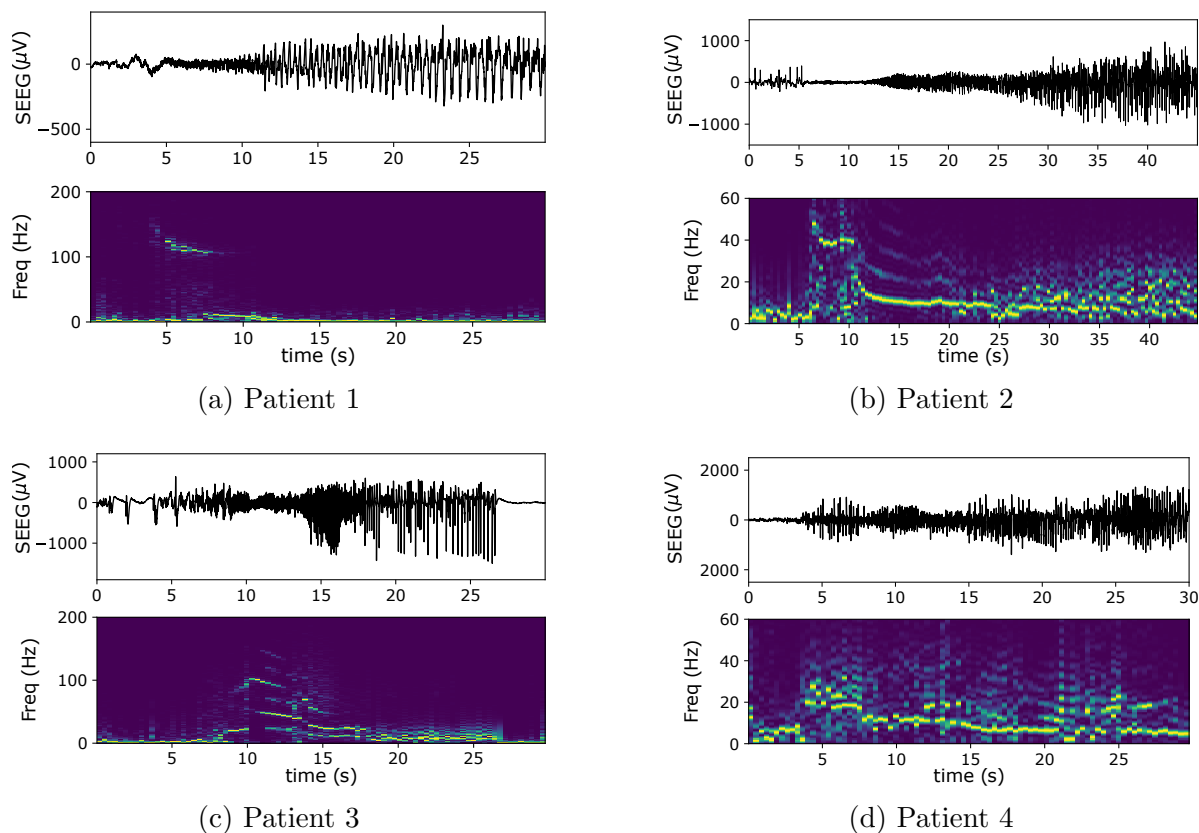 SEEG (μV)
0
−500
0 5 10 15 20 25
Freq (Hz)
200
100
0
0 5 10 15 20 25
time (s)
(a) Patient 1
SEEG (μV)
1000
0
−1000
0 5 10 15 20 25 30 35 40
Freq (Hz)
60
40
20
0
5 10 15 20 25 30 35 40
time (s)
(b) Patient 2
SEEG (μV)
1000
0
−1000
0 5 10 15 20 25
Freq (Hz)
200
100
0
5 10 15 20 25
time (s)
(c) Patient 3
SEEG (μV)
2000
0
2000
0 5 10 15 20 25 30
Freq (Hz)
60
40
20
0
5 10 15 20 25
time (s)
(d) Patient 4